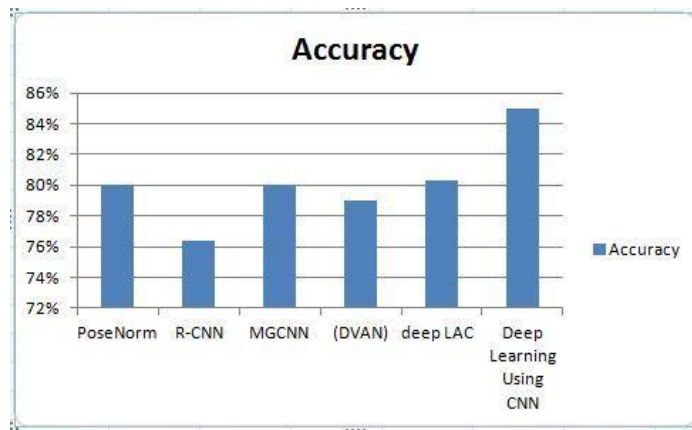 Accuracy
86%
84%
82%
80%
78%
76%
74%
72%
PoseNorm
R-CNN
MGCNN
(DVAN)
deep LAC
Deep
Learning
Using
CNN
Accuracy